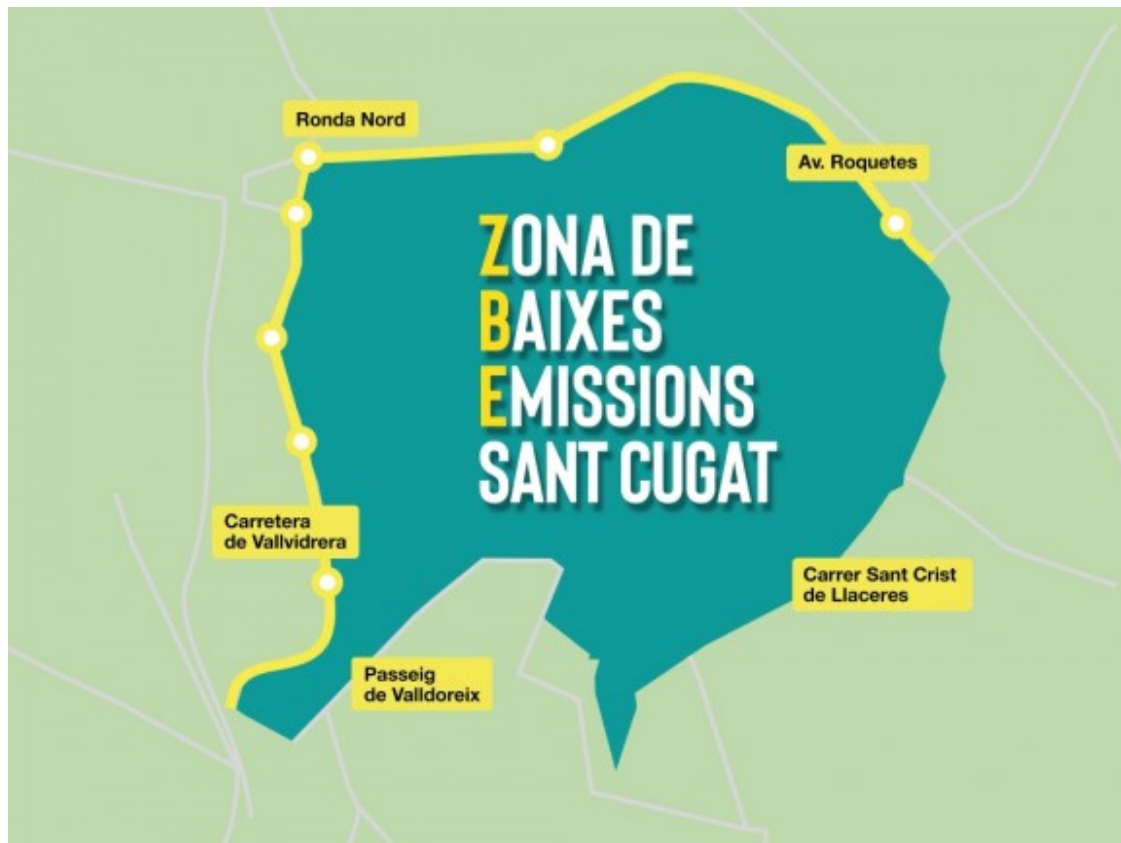 Ronda Nord
Av. Roquetes
ZONA DE
BAIXES
EMISSIONS
SANT CUGAT
Carretera
de Vallvidrera
Carrer Sant Crist
de Llaceres
Passeig
de Valldoreix